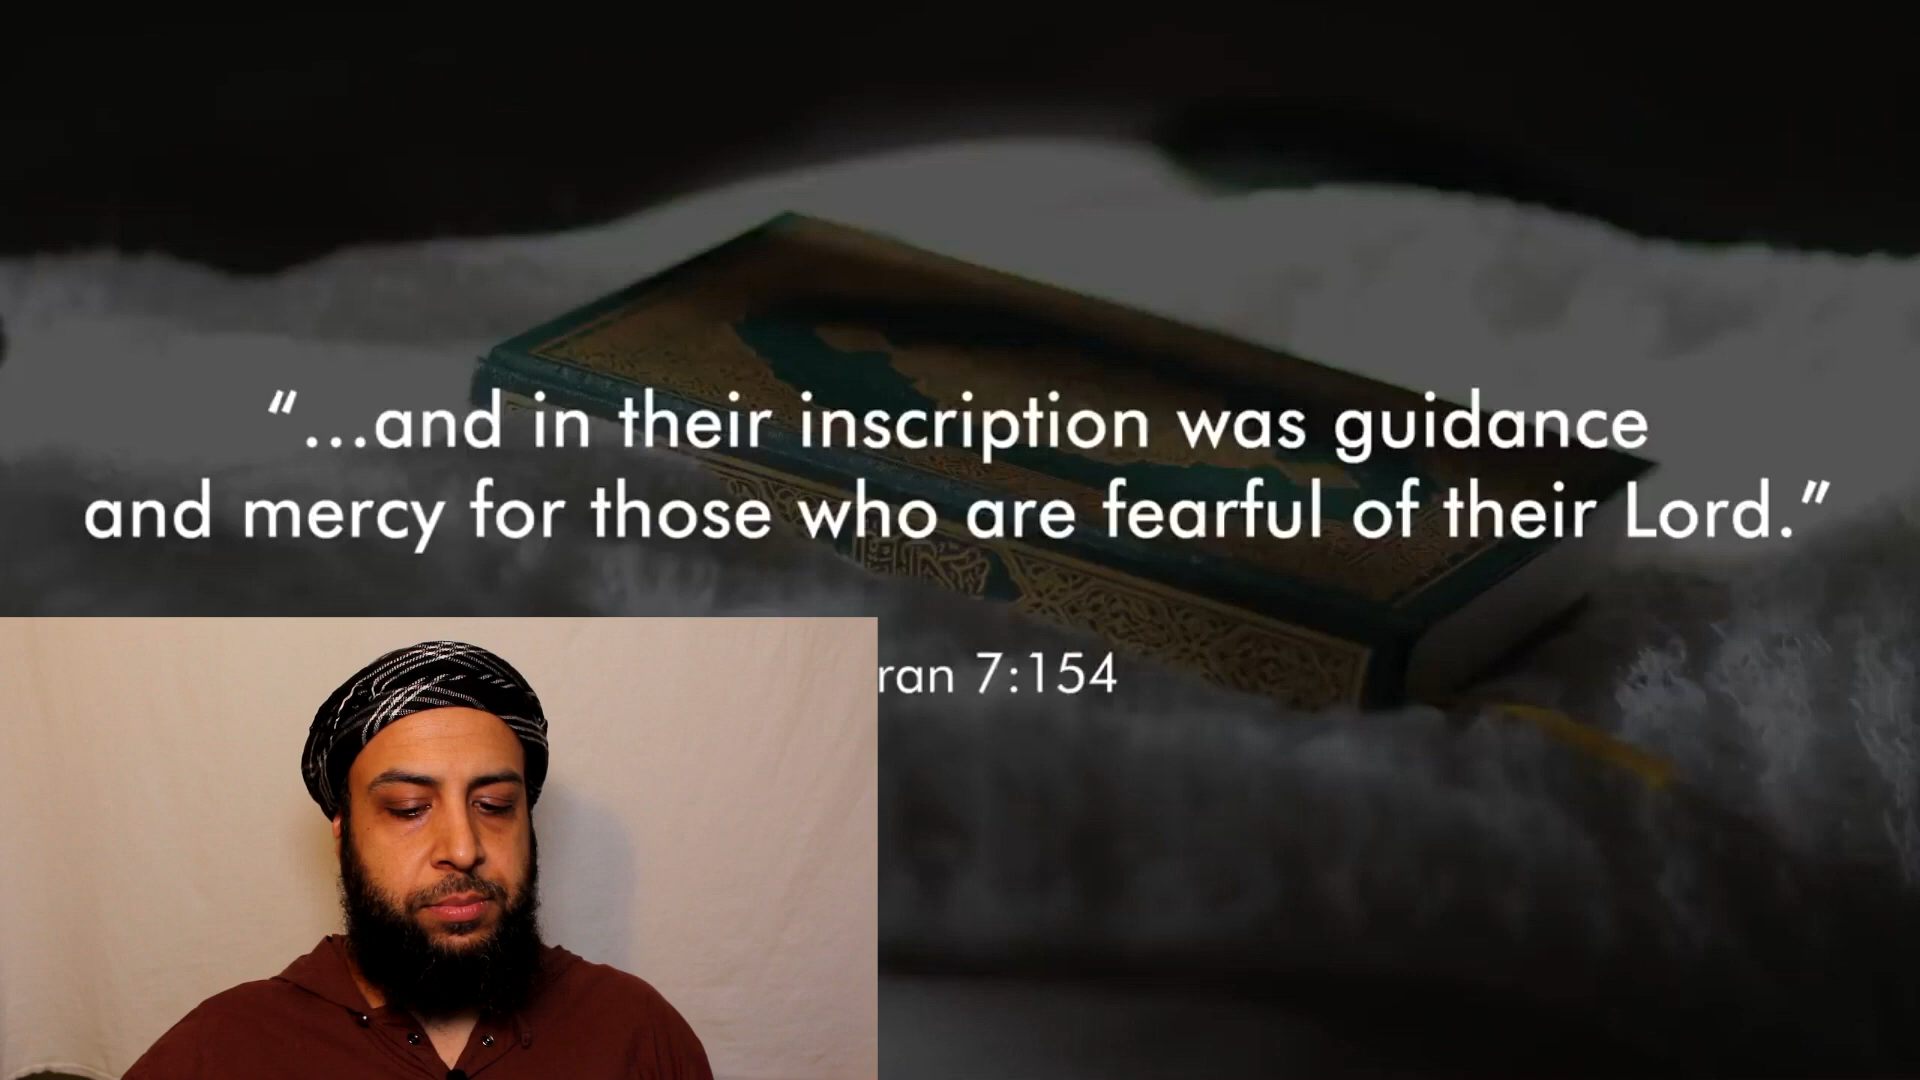 “...and in their inscription was guidance
and mercy for those who are fearful of their Lord.”
ran 7:154